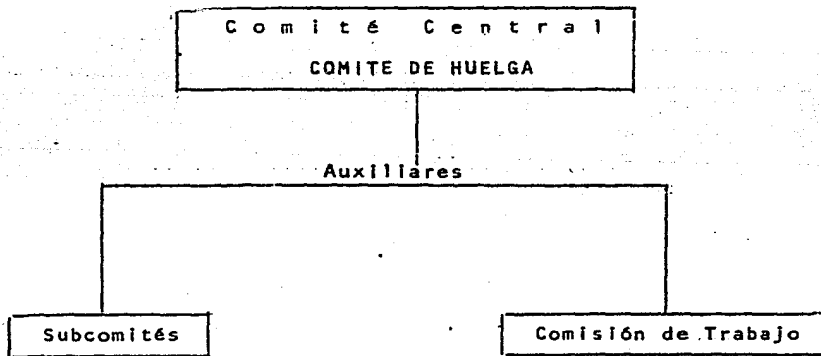 Comité Central
COMITE DE HUELGA
Auxiliares
Subcomités
Comisión de Trabajo